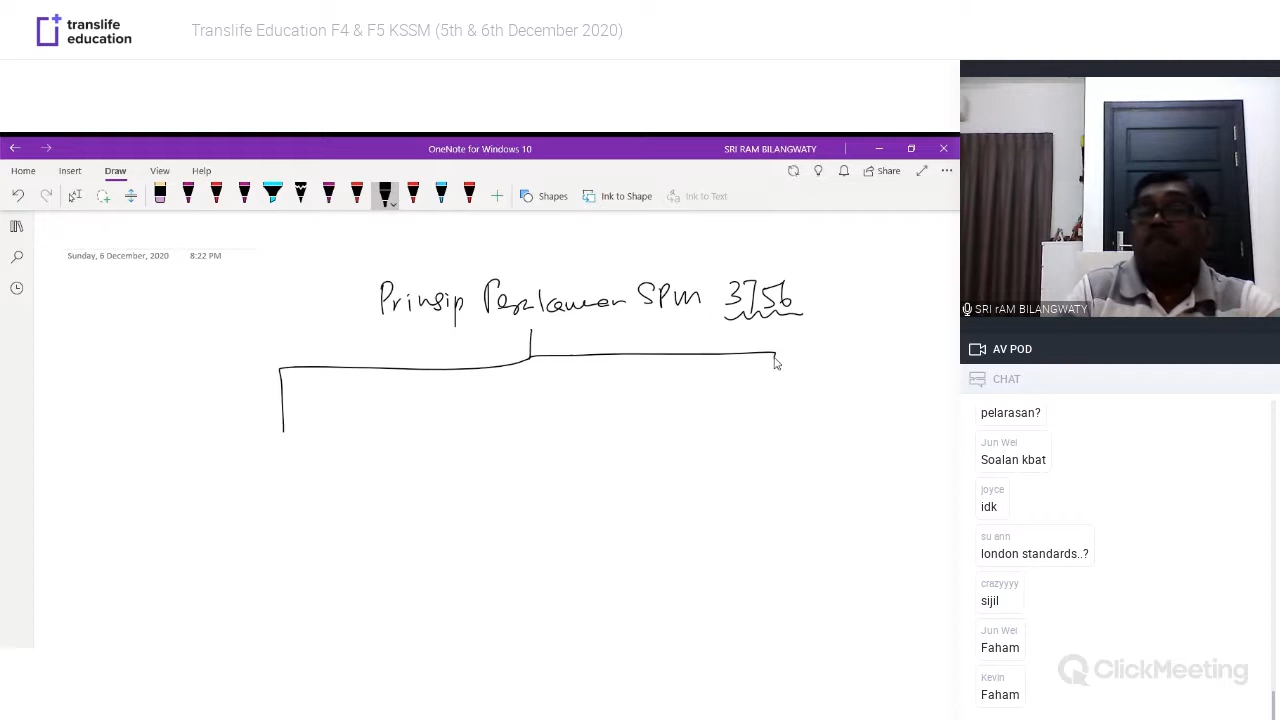 translife
education
Translife Education F4 & F5 KSSM (5th & 6th December 2020)
OneNote for Windows 10
SRI RAM BILANGWATY
Home
Insert
Draw
View
Help
Share
Shapes
Ink to Shape
Ink to Text
Sunday, 6 December, 2020
8:22 PM
Prinsip Perakaunan SPM 3756
SRI rAM BILANGWATY
AV POD
CHAT
pelarasan?
Jun Wei
Soalan kbat
joyce
idk
su ann
london standards..?
crazyyyy
sijil
Jun Wei
Faham
Kevin
Faham
ClickMeeting